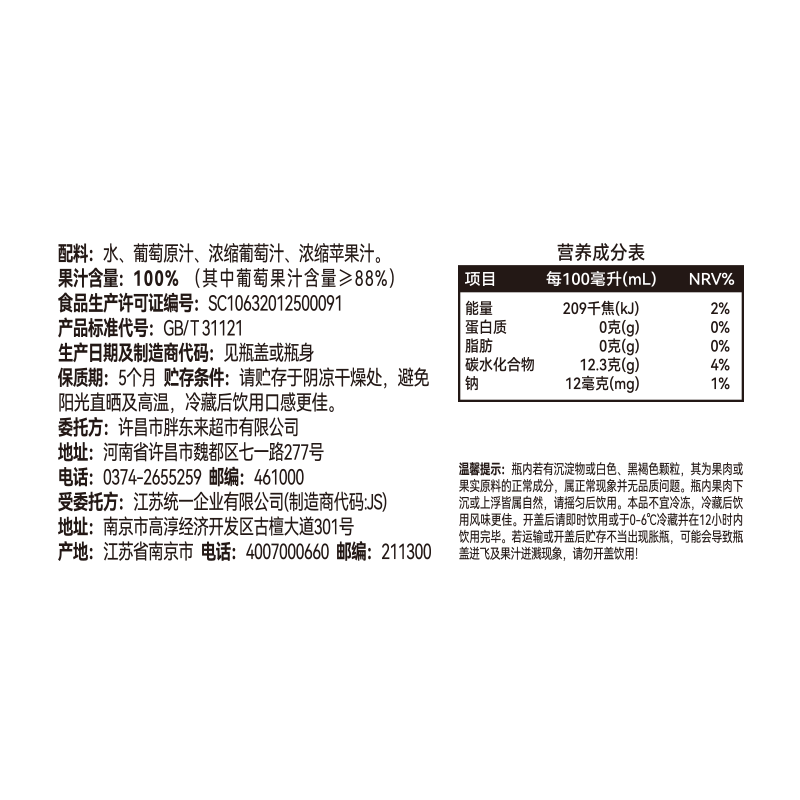 配料：水、葡萄原汁、浓缩葡萄汁、浓缩苹果汁。
果汁含量：100%（其中葡萄果汁含量≥88%）
食品生产许可证编号：SC10632012500091
产品标准代号：GB/T 31121
生产日期及制造商代码：见瓶盖或瓶身
保质期：5个月 贮存条件：请贮存于阴凉干燥处，避免
阳光直晒及高温，冷藏后饮用口感更佳。
委托方：许昌市胖东来超市有限公司
地址：河南省许昌市魏都区七一路277号
电话：0374-2655259 邮编：461000
受委托方：江苏统一企业有限公司(制造商代码:JS)
地址：南京市高淳经济开发区古檀大道301号
产地：江苏省南京市 电话：4007000660 邮编：211300
营养成分表
项目 每100毫升(mL) NRV%
能量 209千焦(kJ) 2%
蛋白质 0克(g) 0%
脂肪 0克(g) 0%
碳水化合物 12.3克(g) 4%
钠 12毫克(mg) 1%
温馨提示：瓶内若有沉淀物或白色、黑褐色颗粒，其为果肉或
果实原料的正常成分，属正常现象并无品质问题。瓶内果肉下
沉或上浮皆属自然，请摇匀后饮用。本品不宜冷冻，冷藏后饮
用风味更佳。开盖后请即时饮用或于0-6℃冷藏并在12小时内
饮用完毕。若运输或开盖后贮存不当出现胀瓶，可能会导致瓶
盖迸飞及果汁迸溅现象，请勿开盖饮用!